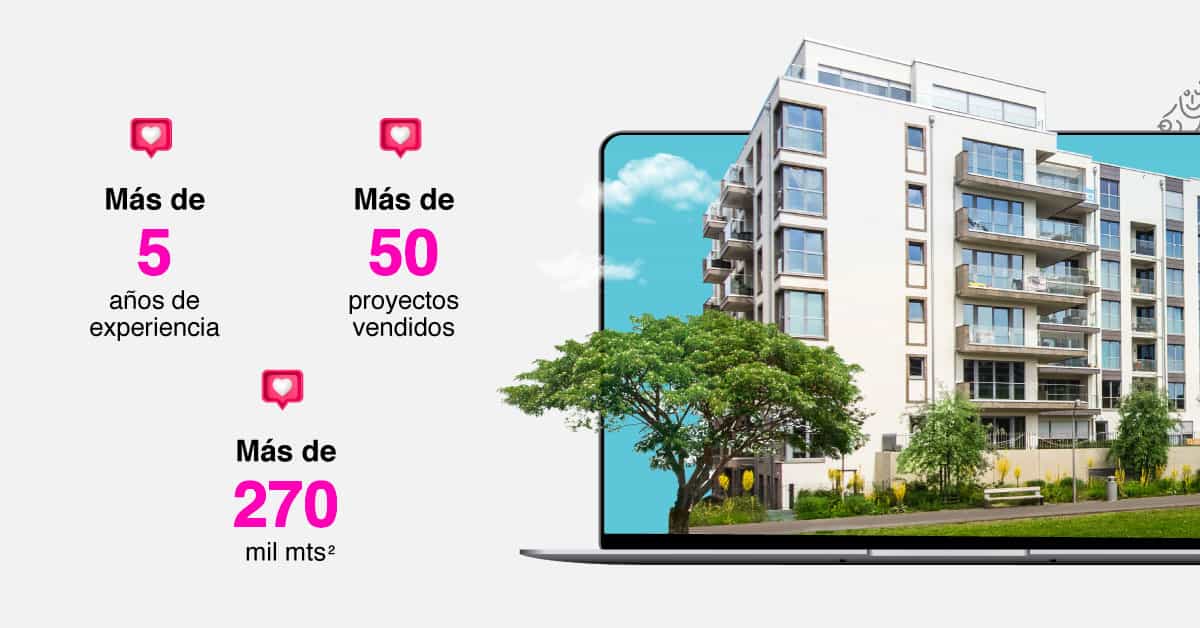 Más de
5
años de
experiencia
Más de
50
proyectos
vendidos
Más de
270
mil mts²